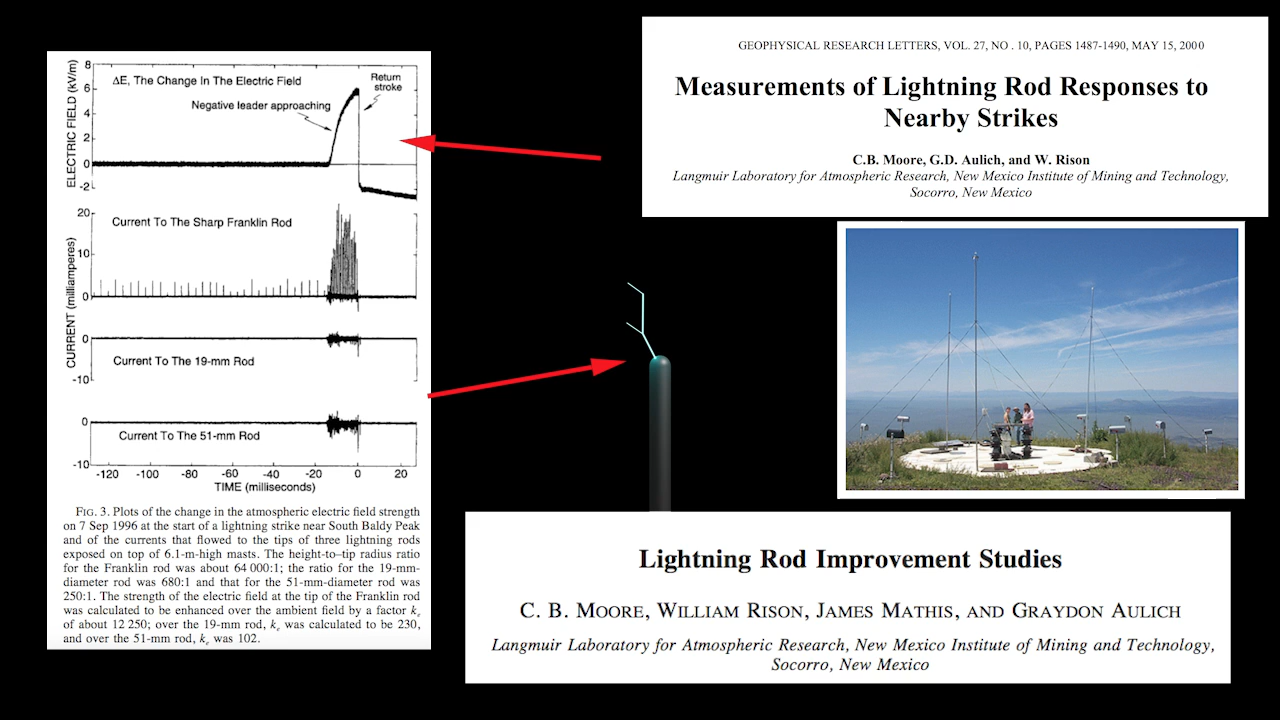 8
6
4
2
0
-2
ELECTRIC FIELD (kV/m)
ΔE, The Change In The Electric Field
Negative leader approaching
Return
stroke
20
10
0
Current To The Sharp Franklin Rod
CURRENT (milliamperes)
0
-10
Current To The 19-mm Rod
0
-10
Current To The 51-mm Rod
-120 -100 -80 -60 -40 -20 0 20
TIME (milliseconds)
FIG. 3. Plots of the change in the atmospheric electric field strength
on 7 Sep 1996 at the start of a lightning strike near South Baldy Peak
and of the currents that flowed to the tips of three lightning rods
exposed on top of 6.1-m-high masts. The height-to-tip radius ratio
for the Franklin rod was about 64 000:1; the ratio for the 19-mm-
diameter rod was 680:1 and that for the 51-mm-diameter rod was
250:1. The strength of the electric field at the tip of the Franklin rod
was calculated to be enhanced over the ambient field by a factor ke
of about 12 250; over the 19-mm rod, ke was calculated to be 230,
and over the 51-mm rod, ke was 102.
GEOPHYSICAL RESEARCH LETTERS, VOL. 27, NO . 10, PAGES 1487-1490, MAY 15, 2000
Measurements of Lightning Rod Responses to
Nearby Strikes
C.B. Moore, G.D. Aulich, and W. Rison
Langmuir Laboratory for Atmospheric Research, New Mexico Institute of Mining and Technology,
Socorro, New Mexico
Lightning Rod Improvement Studies
C. B. MOORE, WILLIAM RISON, JAMES MATHIS, AND GRAYDON AULICH
Langmuir Laboratory for Atmospheric Research, New Mexico Institute of Mining and Technology,
Socorro, New Mexico